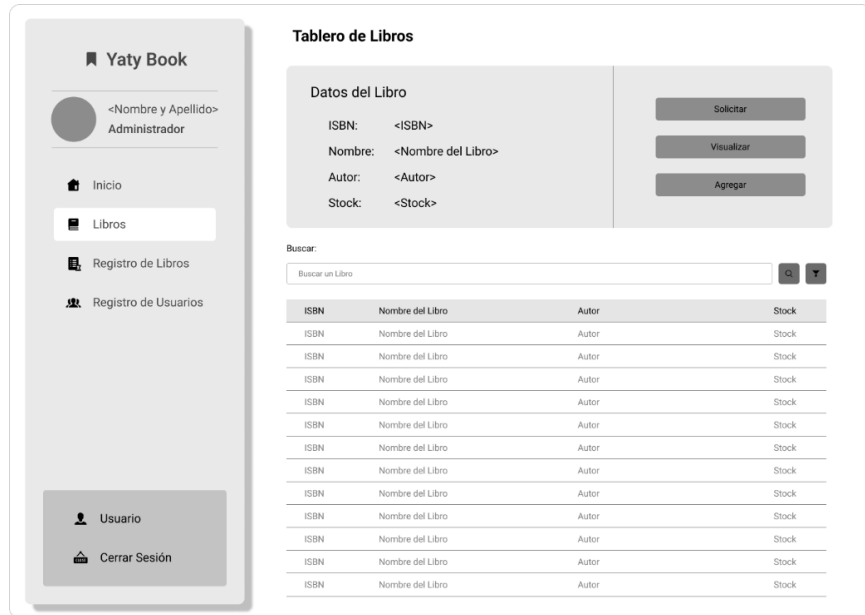 Yaty Book
<Nombre y Apellido>
Administrador
Inicio
Libros
Registro de Libros
Registro de Usuarios
Usuario
Cerrar Sesión
Tablero de Libros
Datos del Libro
ISBN: <ISBN>
Nombre: <Nombre del Libro>
Autor: <Autor>
Stock: <Stock>
Solicitar
Visualizar
Agregar
Buscar:
Buscar un Libro
ISBN Nombre del Libro Autor Stock
ISBN Nombre del Libro Autor Stock
ISBN Nombre del Libro Autor Stock
ISBN Nombre del Libro Autor Stock
ISBN Nombre del Libro Autor Stock
ISBN Nombre del Libro Autor Stock
ISBN Nombre del Libro Autor Stock
ISBN Nombre del Libro Autor Stock
ISBN Nombre del Libro Autor Stock
ISBN Nombre del Libro Autor Stock
ISBN Nombre del Libro Autor Stock
ISBN Nombre del Libro Autor Stock
ISBN Nombre del Libro Autor Stock